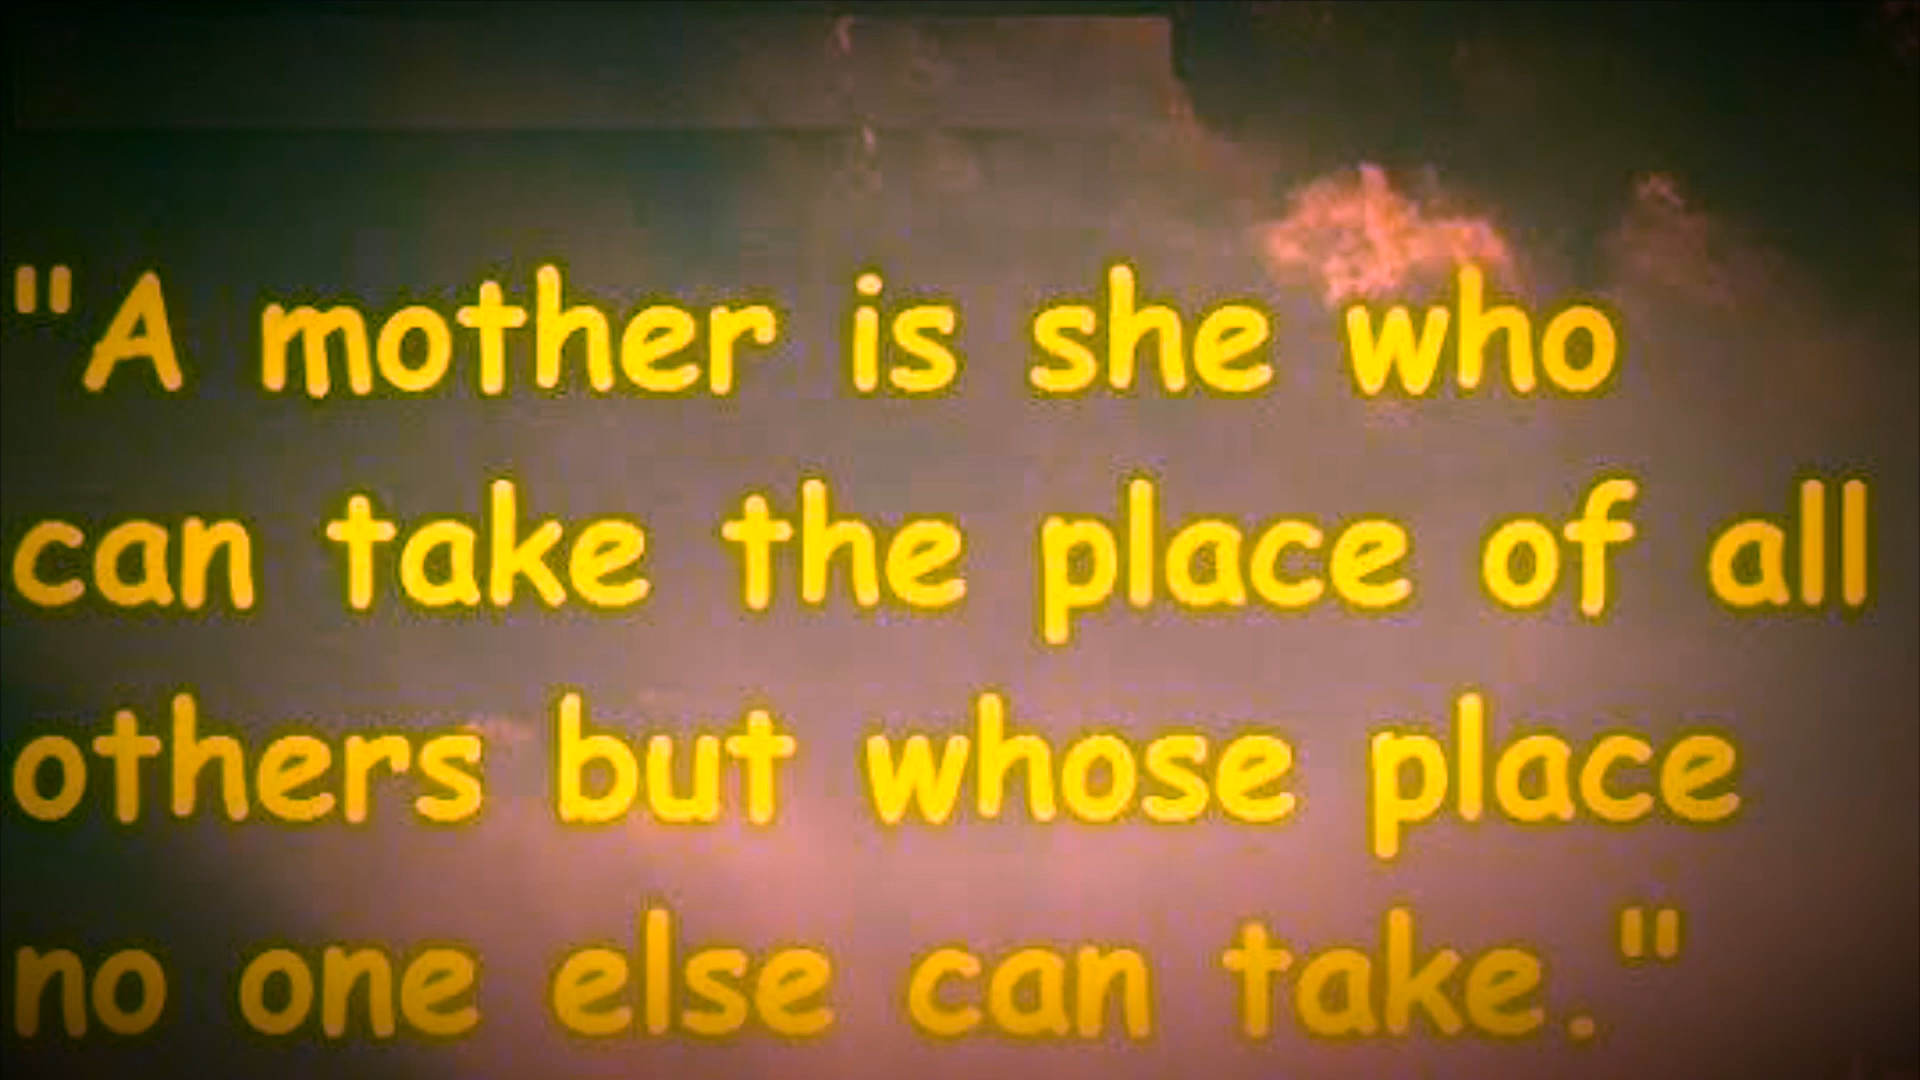 "A mother is she who
can take the place of all
others but whose place
no one else can take."